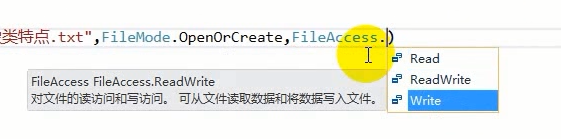 类特点.txt",FileMode.OpenOrCreate,FileAccess.)
Read
FileAccess FileAccess.ReadWrite
ReadWrite
对文件的读访问和写访问。 可从文件读取数据和将数据写入文件。
Write